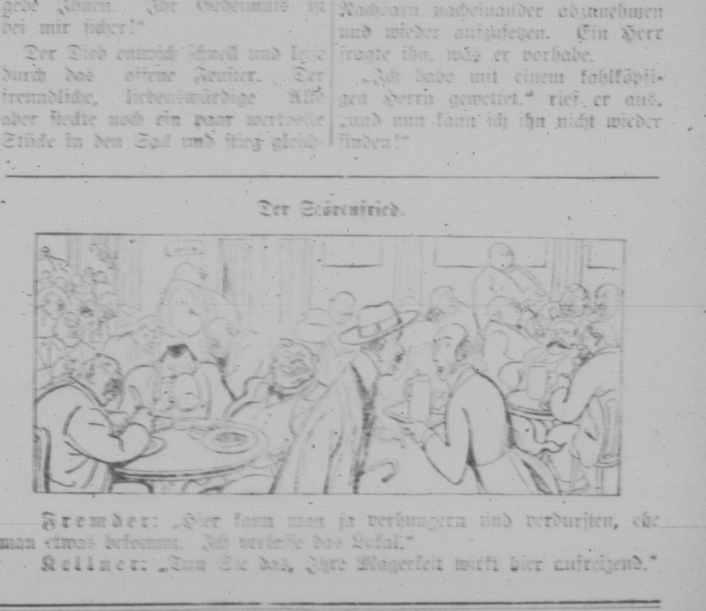 gebe Ihnen. Ihr Geheimnis ist
bei mir sicher!“
Der Dieb entwich schnell und leise
durch das offene Fenster. Der
freundliche, liebenswürdige Alte
aber steckte noch ein paar wertvolle
Stücke in den Sack und stieg gleich-
Nachbarn nacheinander abzunehmen
und wieder aufzusetzen. Ein Herr
fragte ihn, was er vorhabe.
„Ich habe mit einem kahlköpfi-
gen Herrn gewettet,“ rief er aus,
„und nun kann ich ihn nicht wieder
finden!“
Der Störenfried.
Fremder: „Hier kann man ja verhungern und verdursten, ehe
man etwas bekommt. Ich verlasse das Lokal.“
Kellner: „Tun Sie das, Ihre Magerkeit wirkt hier aufreizend.“